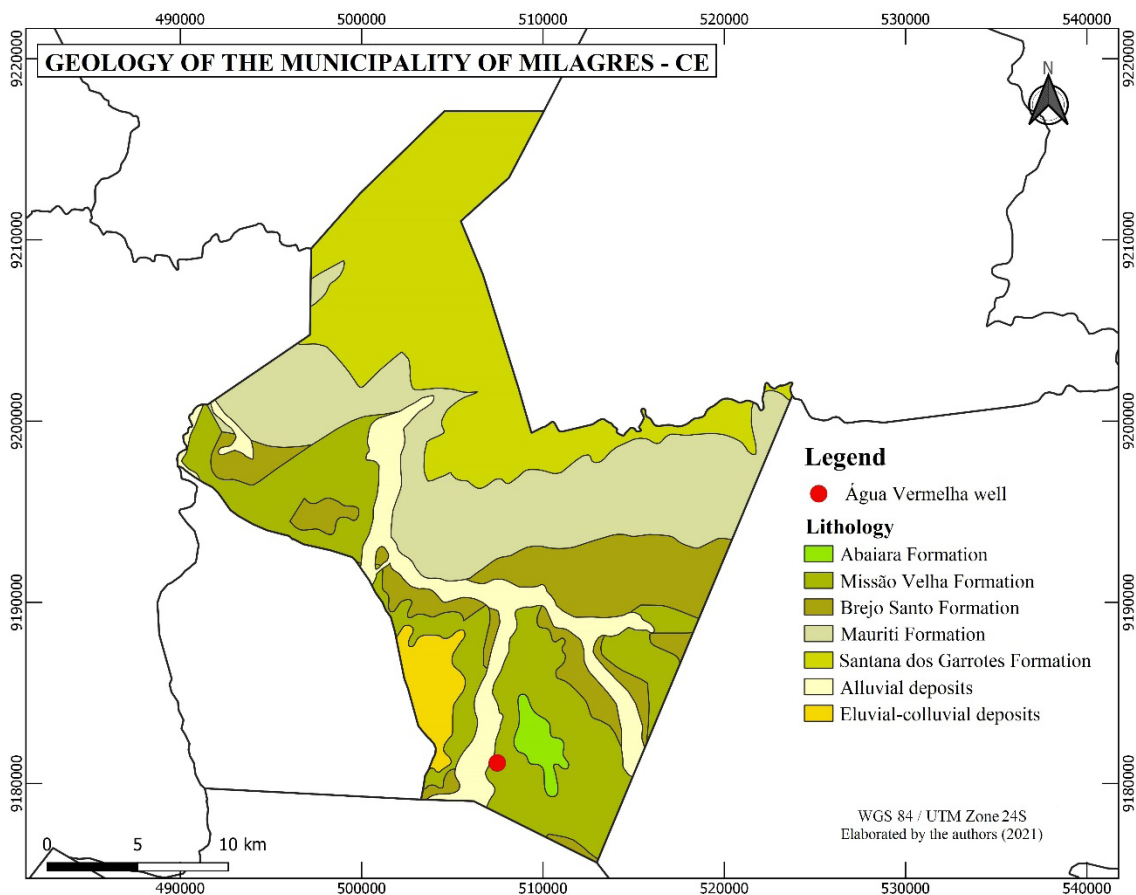 490000 500000 510000 520000 530000 540000
9220000 9220000
GEOLOGY OF THE MUNICIPALITY OF MILAGRES - CE
N
9210000 9210000
9200000 9200000
Legend
Água Vermelha well
Lithology
Abaiara Formation
Missão Velha Formation
Brejo Santo Formation
Mauriti Formation
Santana dos Garrotes Formation
Alluvial deposits
Eluvial-colluvial deposits
9190000 9190000
9180000 9180000
WGS 84 / UTM Zone 24S
Elaborated by the authors (2021)
0 5 10 km
490000 500000 510000 520000 530000 540000